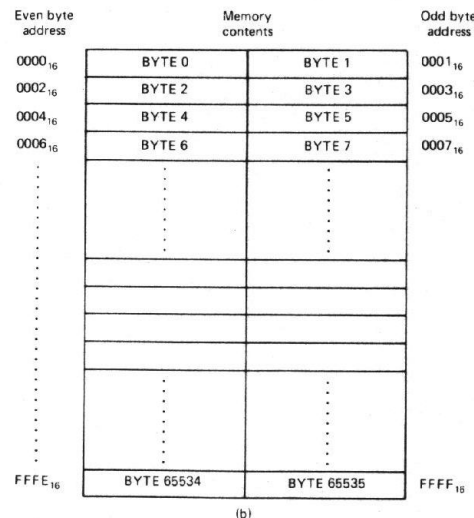 Even byte Memory Odd byte
address contents address
0000₁₆ BYTE 0 BYTE 1 0001₁₆
0002₁₆ BYTE 2 BYTE 3 0003₁₆
0004₁₆ BYTE 4 BYTE 5 0005₁₆
0006₁₆ BYTE 6 BYTE 7 0007₁₆
FFFE₁₆ BYTE 65534 BYTE 65535 FFFF₁₆
(b)